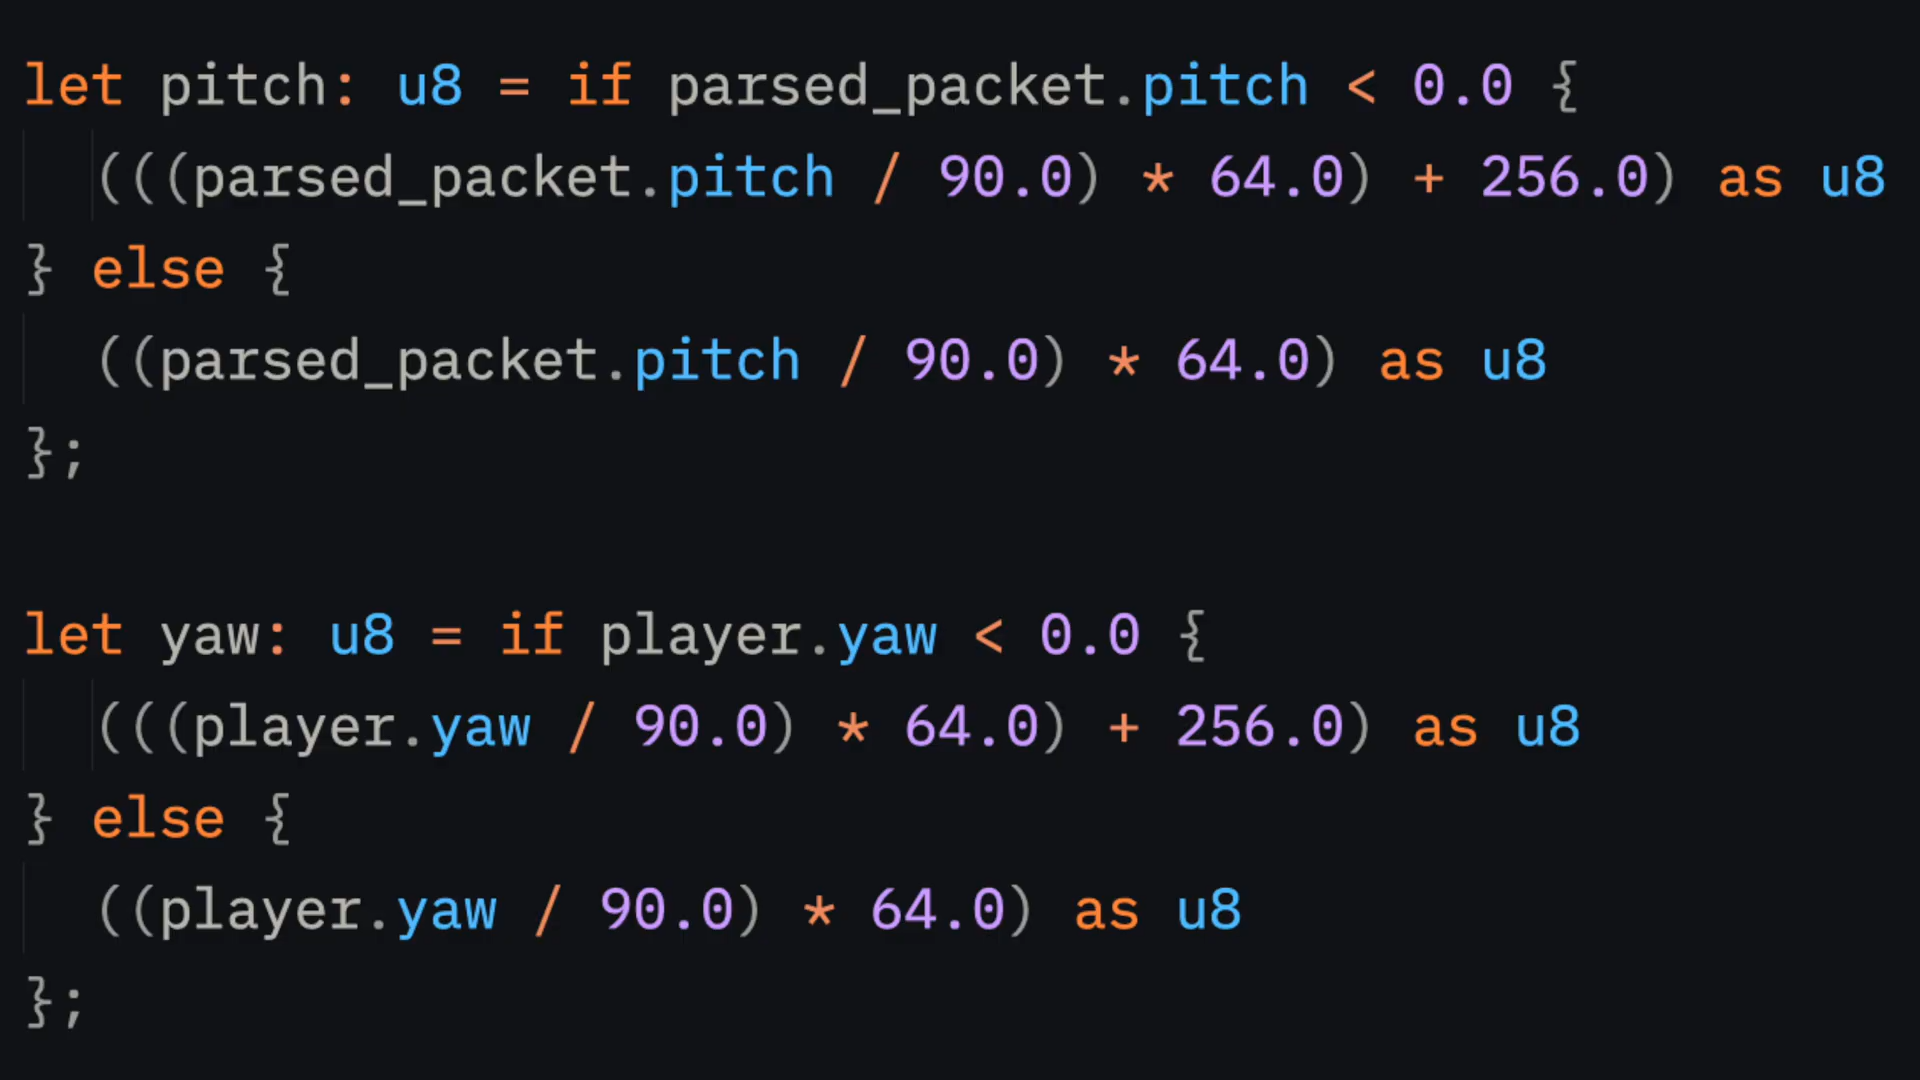 let pitch: u8 = if parsed_packet.pitch < 0.0 {
(((parsed_packet.pitch / 90.0) * 64.0) + 256.0) as u8
} else {
((parsed_packet.pitch / 90.0) * 64.0) as u8
};
let yaw: u8 = if player.yaw < 0.0 {
(((player.yaw / 90.0) * 64.0) + 256.0) as u8
} else {
((player.yaw / 90.0) * 64.0) as u8
};